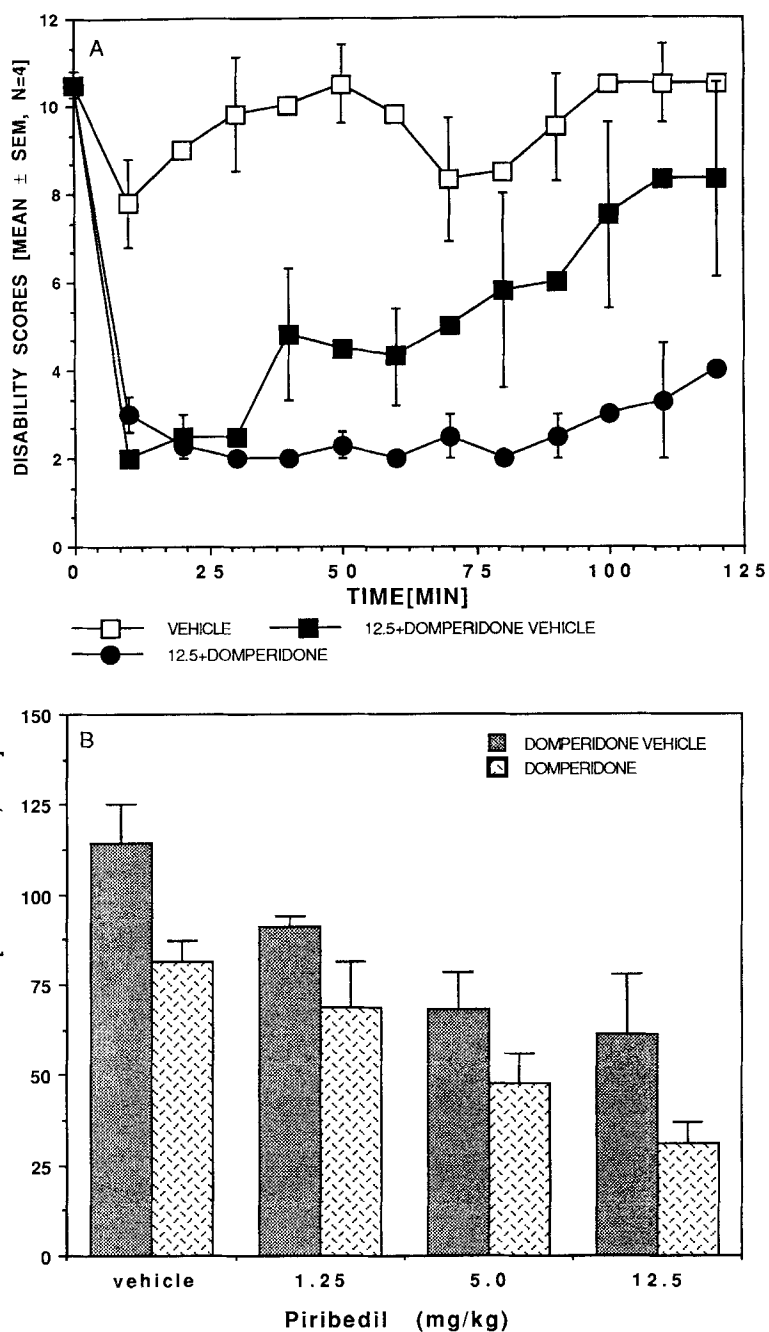 A
DISABILITY SCORES [MEAN ± SEM, N=4]
12
10
8
6
4
2
0
0 25 50 75 100 125
TIME[MIN]
VEHICLE 12.5+DOMPERIDONE VEHICLE
12.5+DOMPERIDONE
B
DOMPERIDONE VEHICLE
DOMPERIDONE
150
125
100
75
50
25
0
vehicle 1.25 5.0 12.5
Piribedil (mg/kg)